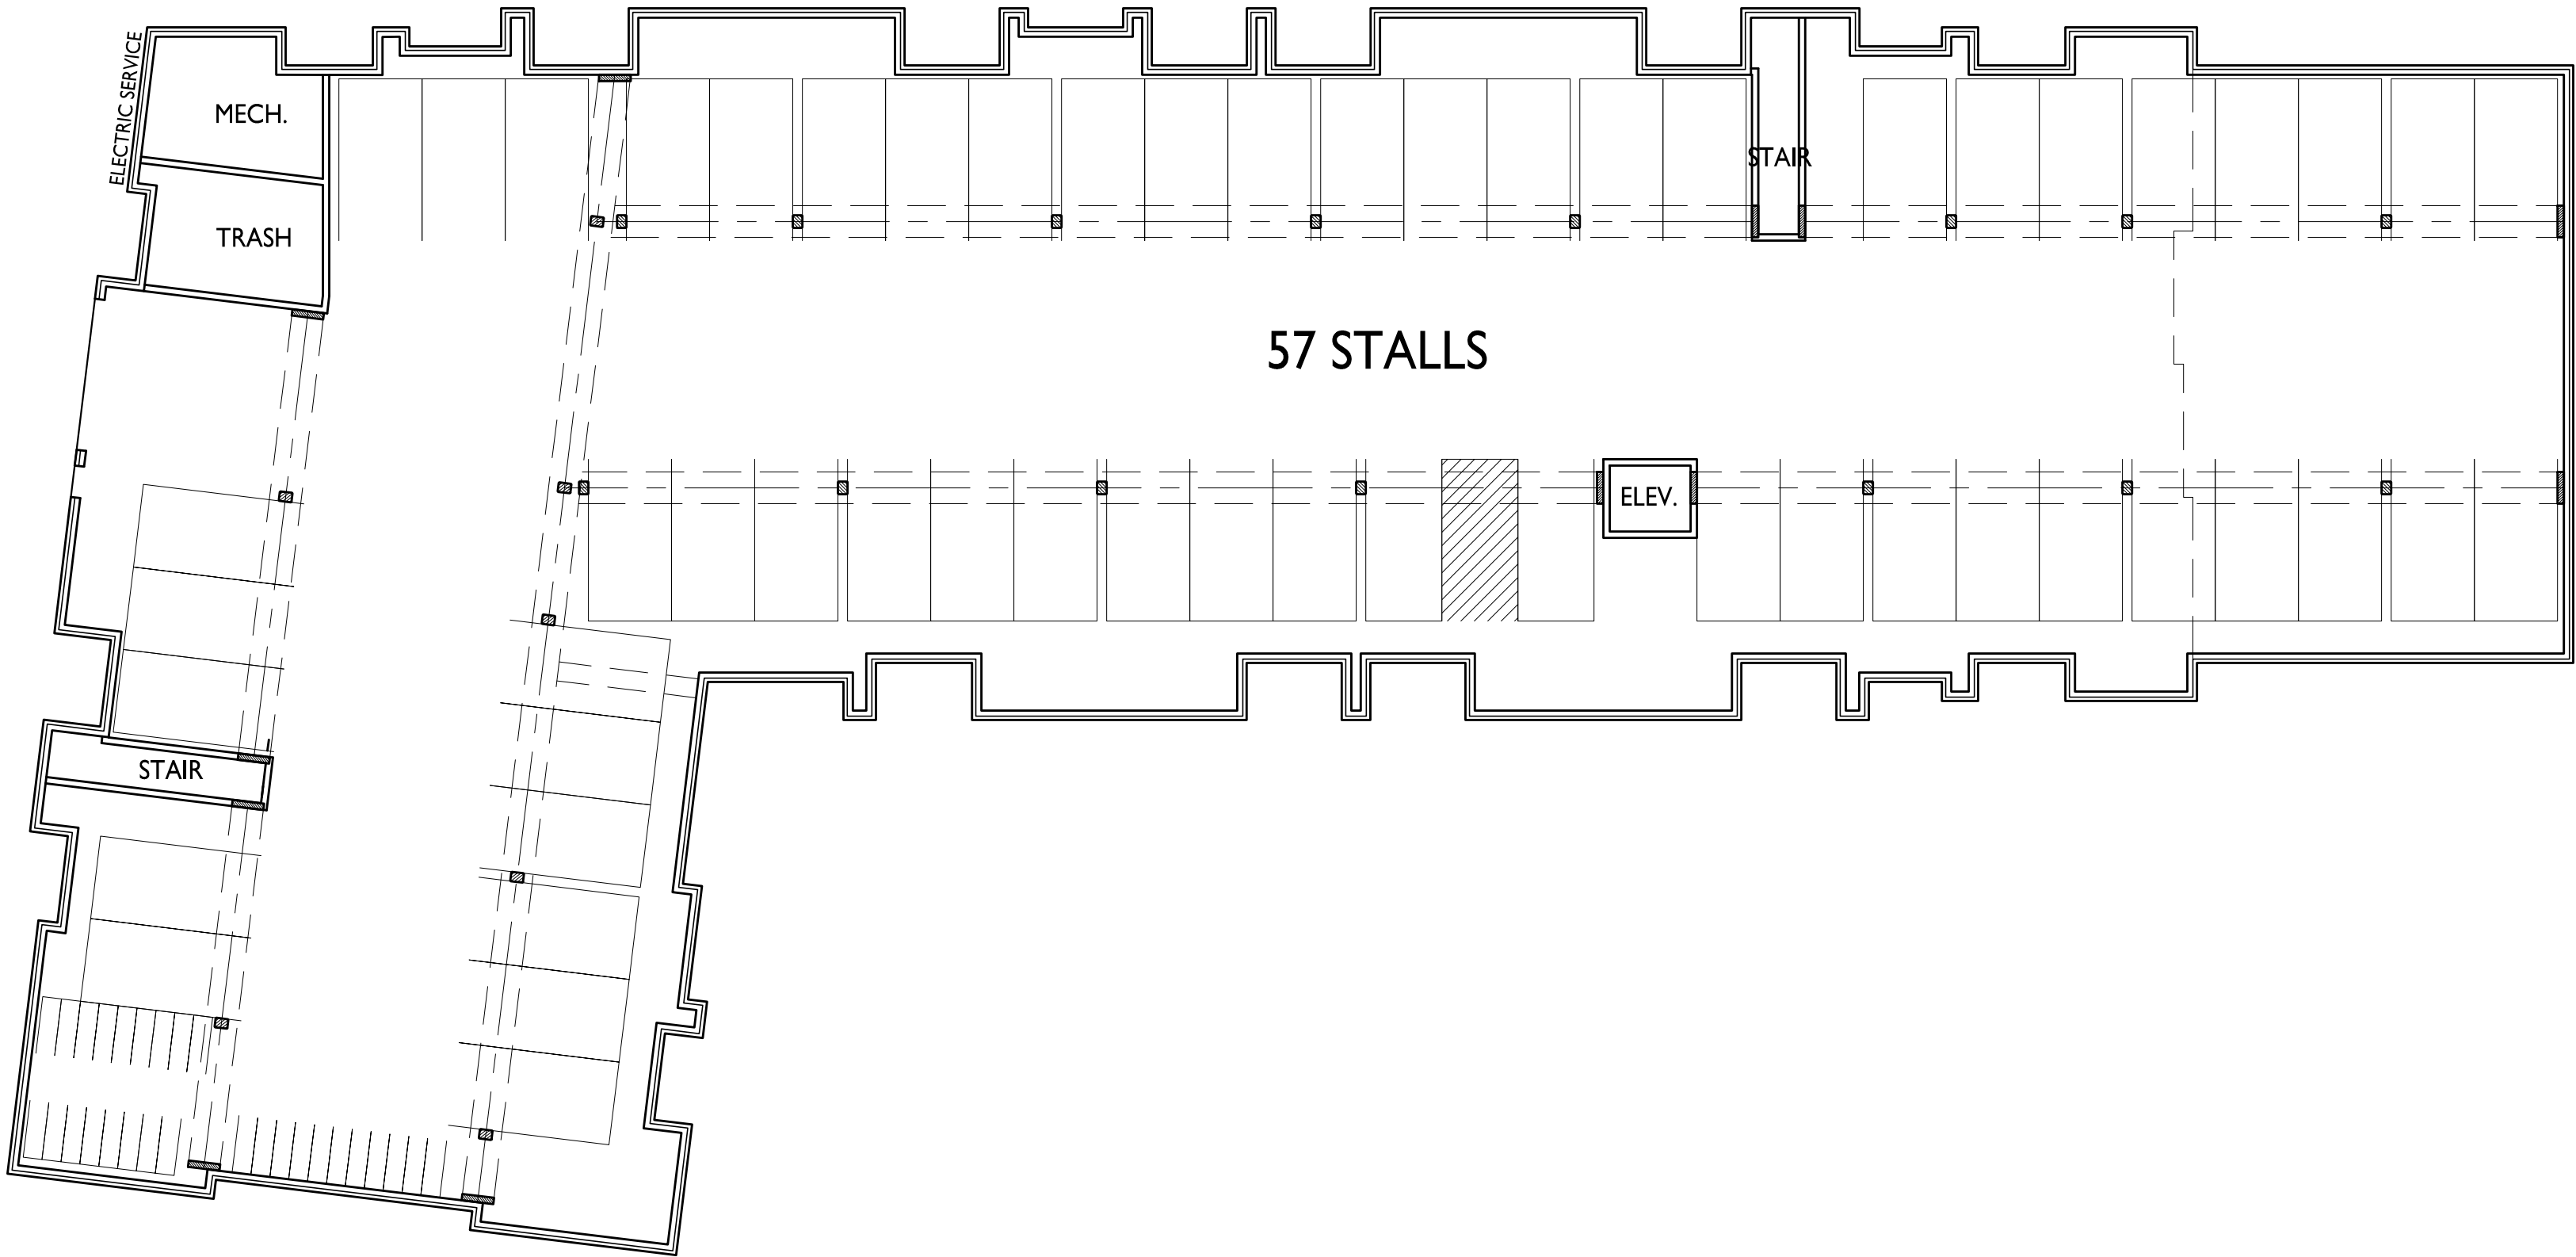 ELECTRIC SERVICE
MECH.
TRASH
STAIR
57 STALLS
ELEV.
STAIR